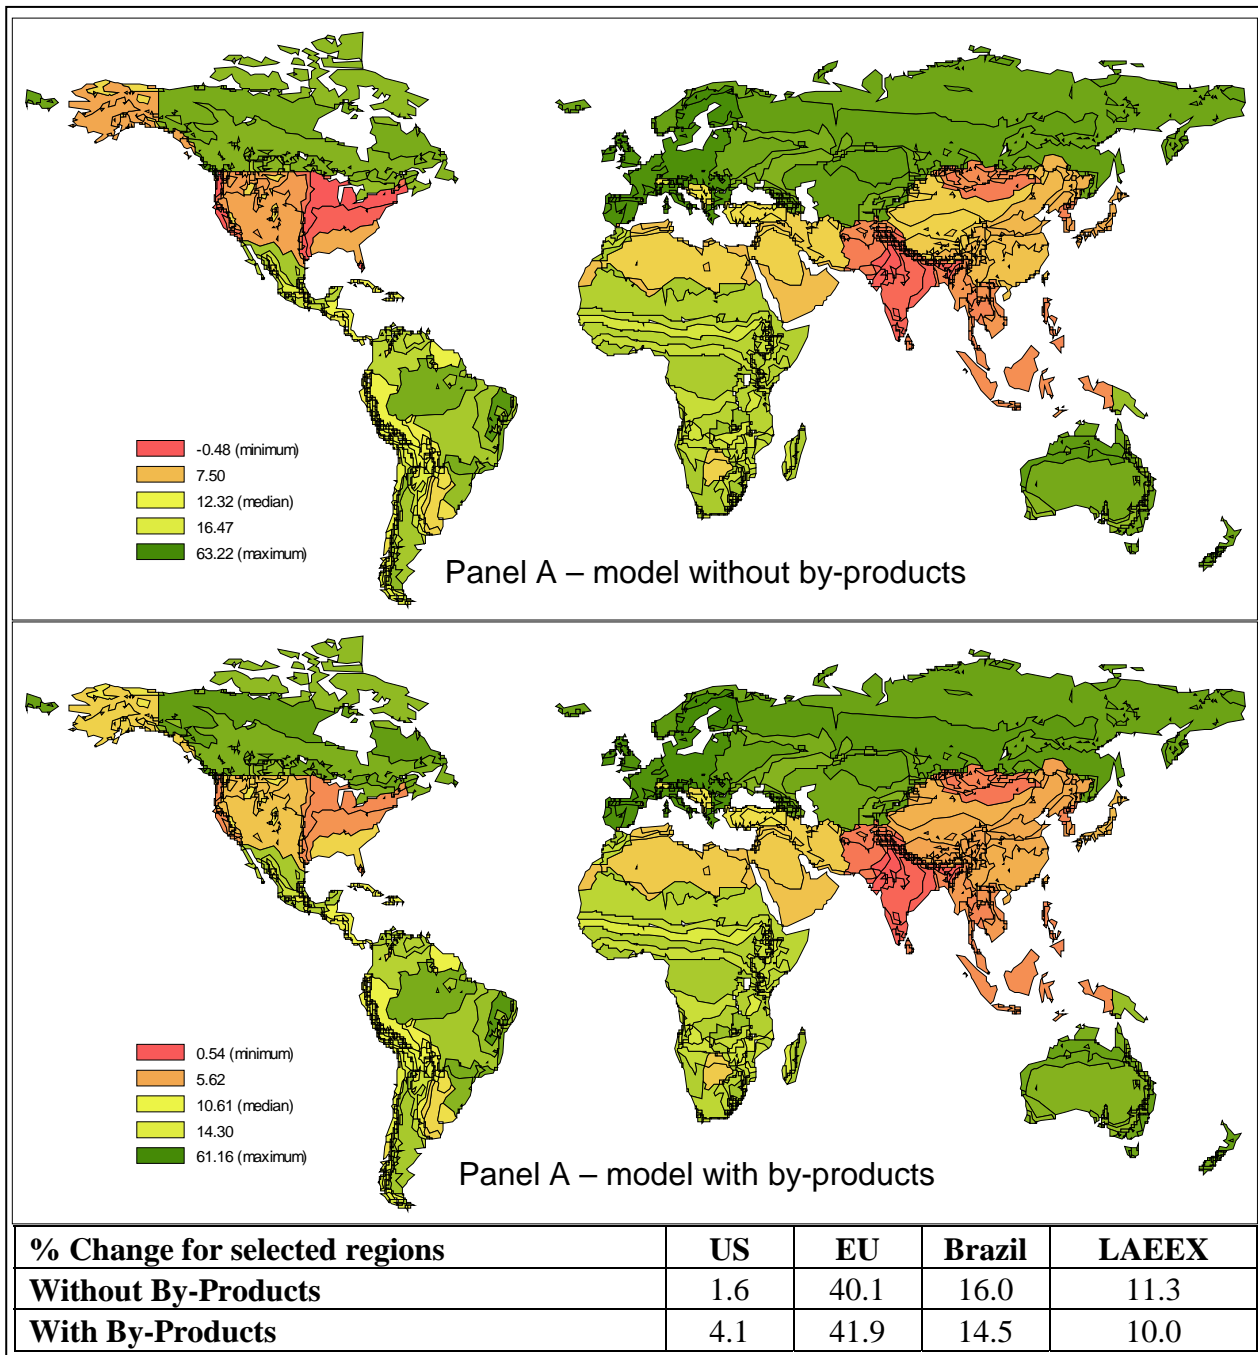 -0.48 (minimum)
7.50
12.32 (median)
16.47
63.22 (maximum)
Panel A – model without by-products
0.54 (minimum)
5.62
10.61 (median)
14.30
61.16 (maximum)
Panel A – model with by-products
% Change for selected regions US EU Brazil LAEEX
Without By-Products 1.6 40.1 16.0 11.3
With By-Products 4.1 41.9 14.5 10.0